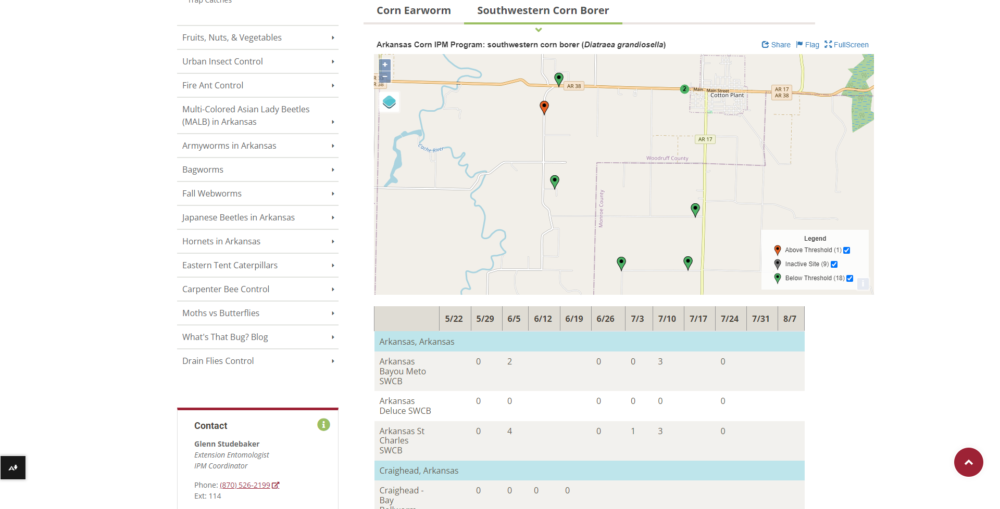 Trap Catches
Fruits, Nuts, & Vegetables
Urban Insect Control
Fire Ant Control
Multi-Colored Asian Lady Beetles
(MALB) in Arkansas
Armyworms in Arkansas
Bagworms
Fall Webworms
Japanese Beetles in Arkansas
Hornets in Arkansas
Eastern Tent Caterpillars
Carpenter Bee Control
Moths vs Butterflies
What's That Bug? Blog
Drain Flies Control
Contact
Glenn Studebaker
Extension Entomologist
IPM Coordinator
Phone: (870) 526-2199
Ext: 114
Corn Earworm Southwestern Corn Borer
Arkansas Corn IPM Program: southwestern corn borer (Diatraea grandiosella)
Share Flag FullScreen
+
−
R 38
AR 38
2
Main Main Street
Cotton Plant
AR 17
AR 38
AR 17
Cache River
Woodruff County
Monroe County
Legend
Above Threshold (1)
Inactive Site (9)
Below Threshold (18)
i
5/22 5/29 6/5 6/12 6/19 6/26 7/3 7/10 7/17 7/24 7/31 8/7
Arkansas, Arkansas
Arkansas 0 2 0 0 3 0
Bayou Meto
SWCB
Arkansas 0 0 0 0 0 0
Deluce SWCB
Arkansas St 0 4 0 1 3 0
Charles
SWCB
Craighead, Arkansas
Craighead - 0 0 0 0
Bay
Bollworm